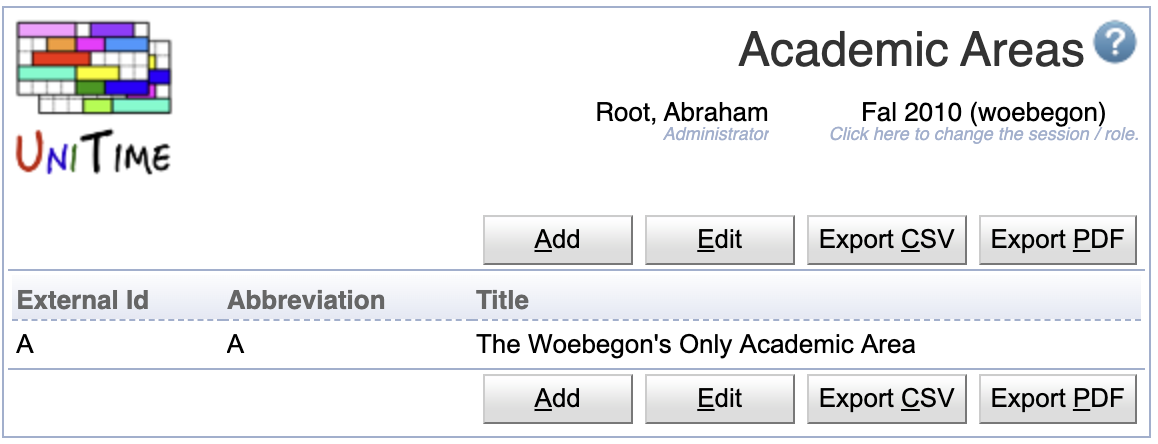 Academic Areas ?
UniTime
Root, Abraham Fal 2010 (woebegon)
Administrator Click here to change the session / role.
Add Edit Export CSV Export PDF
External Id Abbreviation Title
A A The Woebegon's Only Academic Area
Add Edit Export CSV Export PDF